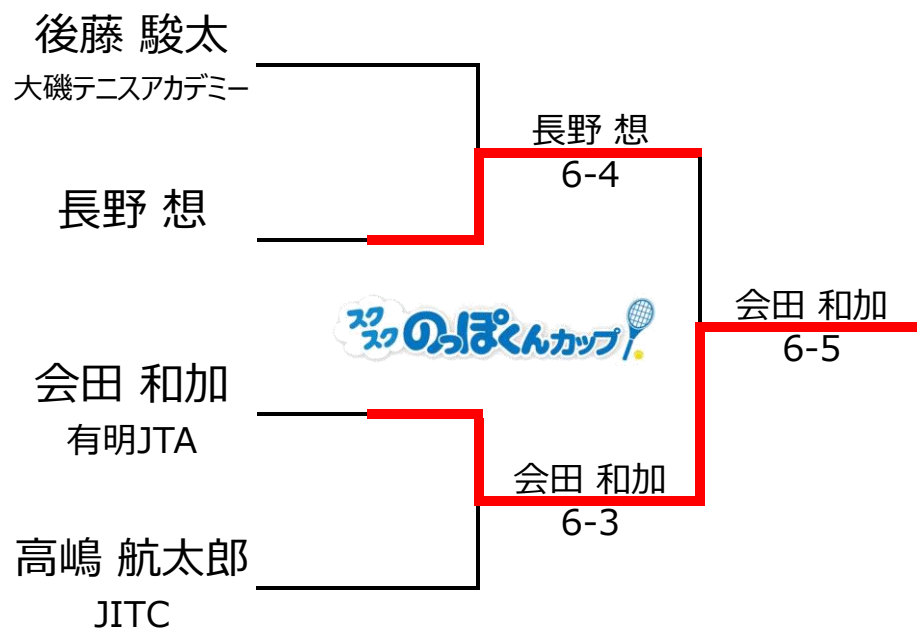 後藤 駿太
大磯テニスアカデミー
長野 想
6-4
長野 想
スクスク のっぽくんカップ
会田 和加
6-5
会田 和加
有明JTA
会田 和加
6-3
高嶋 航太郎
JITC